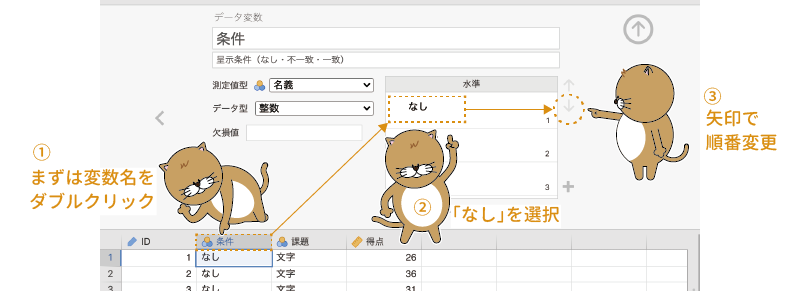 データ変数
条件
呈示条件（なし・不一致・一致）
測定値型 名義
データ型 整数
欠損値
水準
なし
1
2
3
①
まずは変数名を
ダブルクリック
②
「なし」を選択
③
矢印で
順番変更
ID 条件 課題 得点
1 1 なし 文字 26
2 2 なし 文字 36
3 3 なし 文字 31